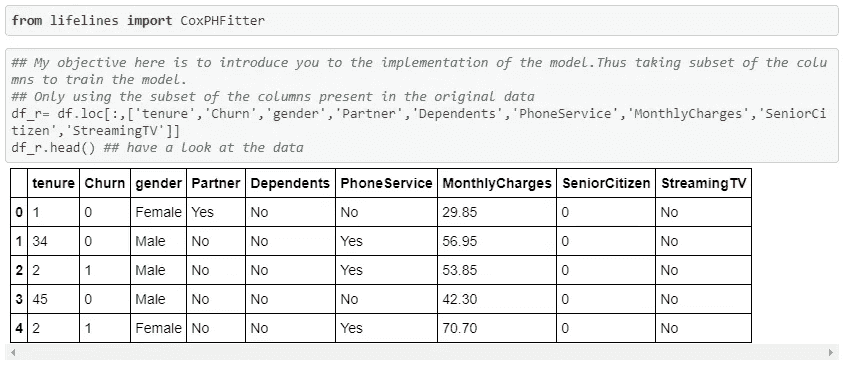 from lifelines import CoxPHFitter
## My objective here is to introduce you to the implementation of the model.Thus taking subset of the colu
mns to train the model.
## Only using the subset of the columns present in the original data
df_r= df.loc[:,['tenure','Churn','gender','Partner','Dependents','PhoneService','MonthlyCharges','SeniorCi
tizen','StreamingTV']]
df_r.head() ## have a look at the data
tenure Churn gender Partner Dependents PhoneService MonthlyCharges SeniorCitizen StreamingTV
0 1 0 Female Yes No No 29.85 0 No
1 34 0 Male No No Yes 56.95 0 No
2 2 1 Male No No Yes 53.85 0 No
3 45 0 Male No No No 42.30 0 No
4 2 1 Female No No Yes 70.70 0 No